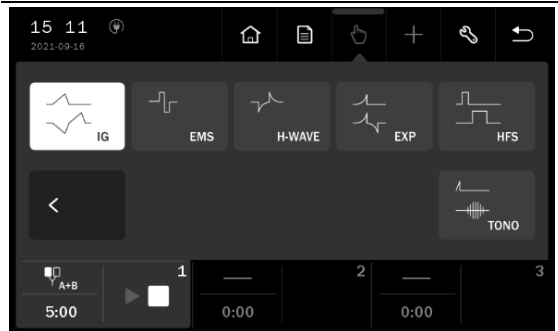 15 11
2021-09-16
IG
EMS
H-WAVE
EXP
HFS
TONO
A+B
1
2
3
5:00
0:00
0:00